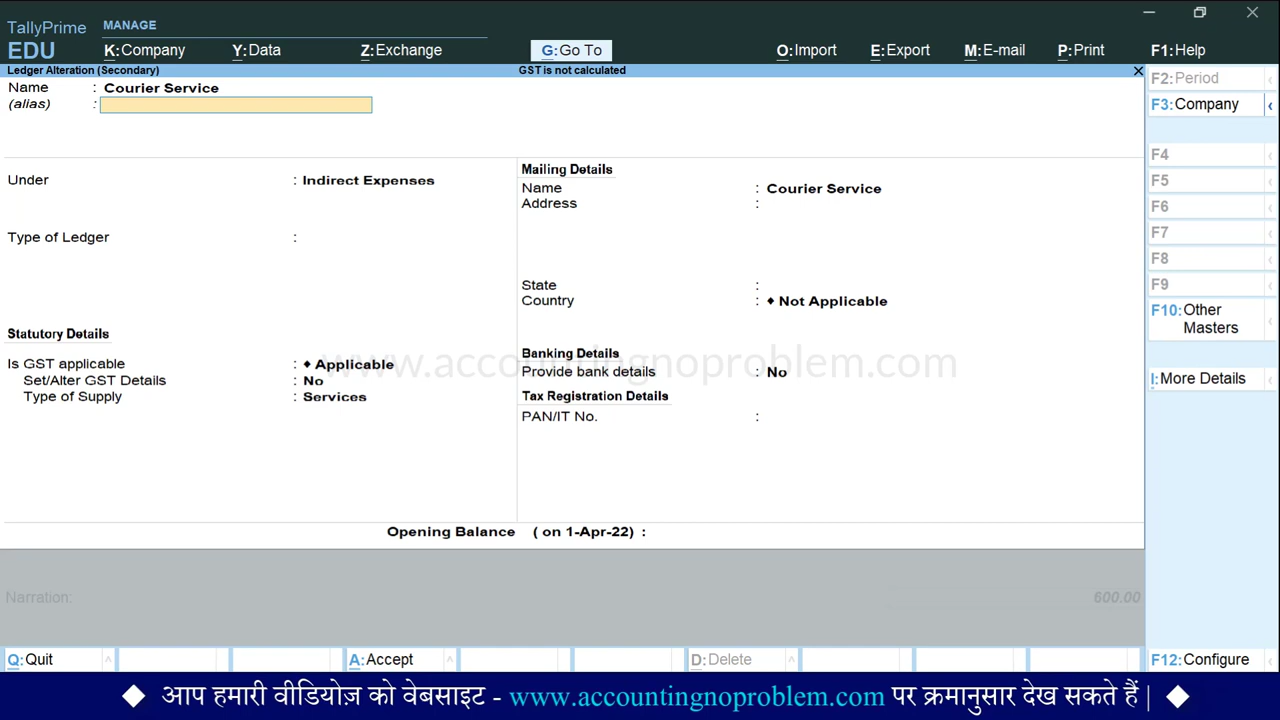 TallyPrime
EDU
MANAGE
K:Company Y:Data Z:Exchange G:Go To O:Import E:Export M:E-mail P:Print F1:Help
Ledger Alteration (Secondary) GST is not calculated
Name : Courier Service
(alias) :
Under : Indirect Expenses
Type of Ledger :
Statutory Details
Is GST applicable : ♦ Applicable
Set/Alter GST Details : No
Type of Supply : Services
Mailing Details
Name : Courier Service
Address :
State :
Country : ♦ Not Applicable
Banking Details
Provide bank details : No
Tax Registration Details
PAN/IT No. :
www.accountingnoproblem.com
Opening Balance ( on 1-Apr-22) :
Narration: 600.00
F2:Period
F3:Company
F4
F5
F6
F7
F8
F9
F10:Other
Masters
I:More Details
Q:Quit A:Accept D:Delete F12:Configure
◆ आप हमारी वीडियोज़ को वेबसाइट - www.accountingnoproblem.com पर क्रमानुसार देख सकते हैं | ◆